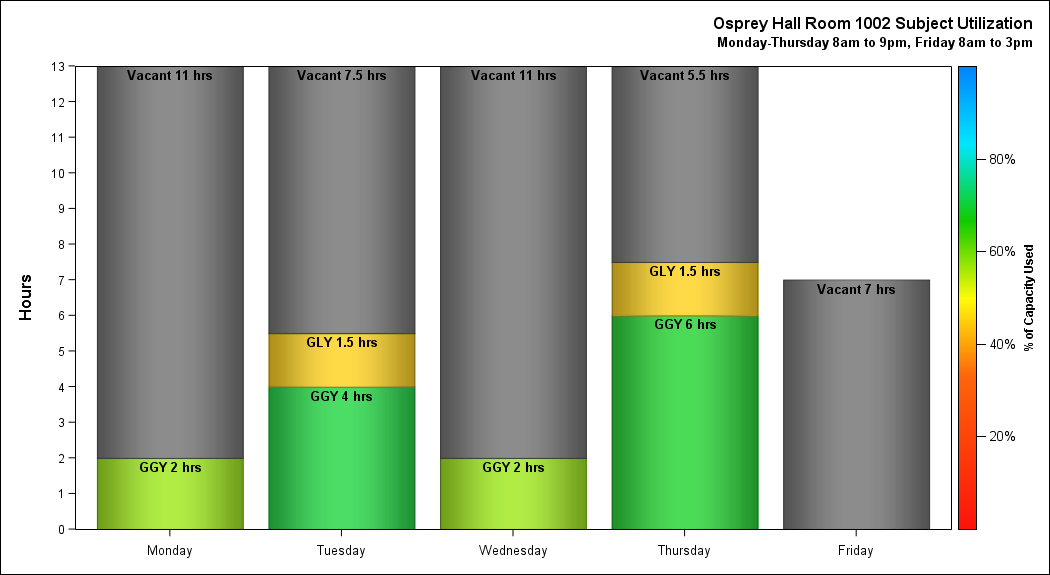 Osprey Hall Room 1002 Subject Utilization
Monday-Thursday 8am to 9pm, Friday 8am to 3pm
Hours
13
12
11
10
9
8
7
6
5
4
3
2
1
0
Vacant 11 hrs
GGY 2 hrs
Vacant 7.5 hrs
GLY 1.5 hrs
GGY 4 hrs
Vacant 11 hrs
GGY 2 hrs
Vacant 5.5 hrs
GLY 1.5 hrs
GGY 6 hrs
Vacant 7 hrs
Monday
Tuesday
Wednesday
Thursday
Friday
80%
60%
40%
20%
% of Capacity Used